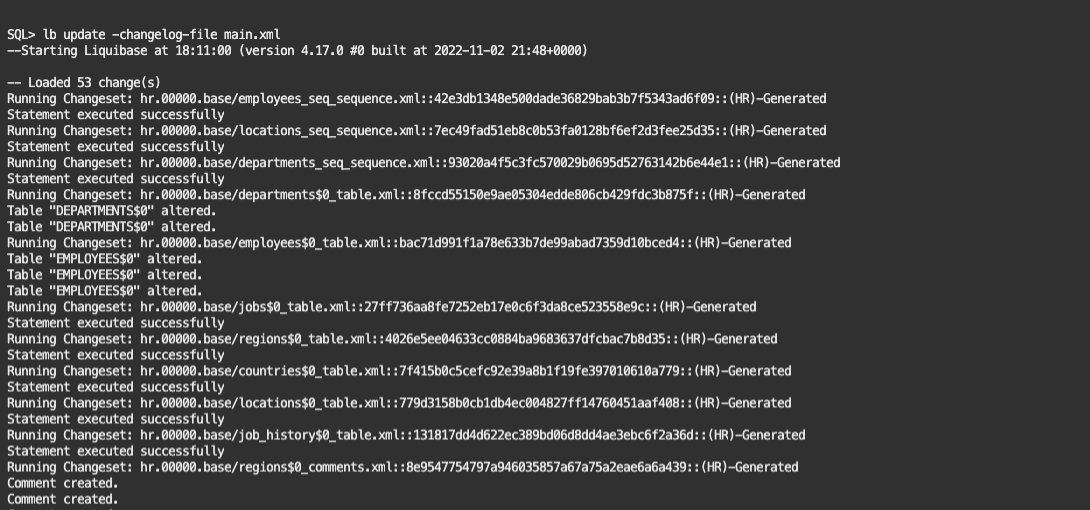 SQL> lb update -changelog-file main.xml
--Starting Liquibase at 18:11:00 (version 4.17.0 #0 built at 2022-11-02 21:48+0000)
-- Loaded 53 change(s)
Running Changeset: hr.00000.base/employees_seq_sequence.xml::42e3db1348e500dade36829bab3b7f5343ad6f09::(HR)-Generated
Statement executed successfully
Running Changeset: hr.00000.base/locations_seq_sequence.xml::7ec49fad51eb8c0b53fa0128bf6ef2d3fee25d35::(HR)-Generated
Statement executed successfully
Running Changeset: hr.00000.base/departments_seq_sequence.xml::93020a4f5c3fc570029b0695d52763142b6e44e1::(HR)-Generated
Statement executed successfully
Running Changeset: hr.00000.base/departments$0_table.xml::8fccd55150e9ae05304edde806cb429fdc3b875f::(HR)-Generated
Table "DEPARTMENTS$0" altered.
Table "DEPARTMENTS$0" altered.
Running Changeset: hr.00000.base/employees$0_table.xml::bac71d991f1a78e633b7de99abad7359d10bced4::(HR)-Generated
Table "EMPLOYEES$0" altered.
Table "EMPLOYEES$0" altered.
Table "EMPLOYEES$0" altered.
Running Changeset: hr.00000.base/jobs$0_table.xml::27ff736aa8fe7252eb17e0c6f3da8ce523558e9c::(HR)-Generated
Statement executed successfully
Running Changeset: hr.00000.base/regions$0_table.xml::4026e5ee04633cc0884ba9683637dfcbac7b8d35::(HR)-Generated
Statement executed successfully
Running Changeset: hr.00000.base/countries$0_table.xml::7f415b0c5cefc92e39a8b1f19fe397010610a779::(HR)-Generated
Statement executed successfully
Running Changeset: hr.00000.base/locations$0_table.xml::779d3158b0cb1db4ec004827ff14760451aaf408::(HR)-Generated
Statement executed successfully
Running Changeset: hr.00000.base/job_history$0_table.xml::131817dd4d622ec389bd06d8dd4ae3ebc6f2a36d::(HR)-Generated
Statement executed successfully
Running Changeset: hr.00000.base/regions$0_comments.xml::8e9547754797a946035857a67a75a2eae6a6a439::(HR)-Generated
Comment created.
Comment created.